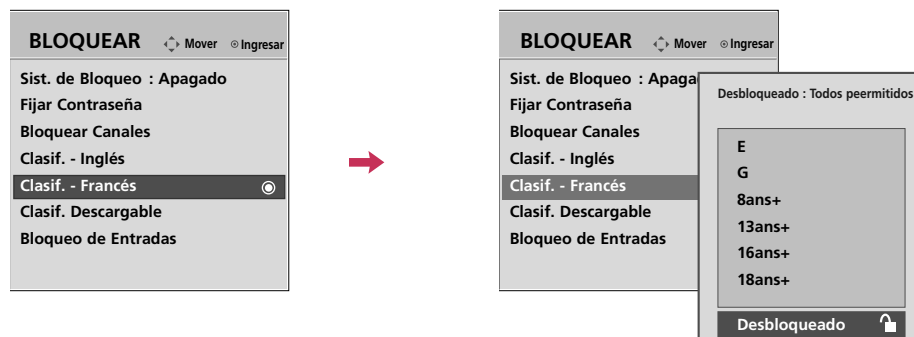 BLOQUEAR Mover Ingresar
Sist. de Bloqueo : Apagado
Fijar Contraseña
Bloquear Canales
Clasif. - Inglés
Clasif. - Francés
Clasif. Descargable
Bloqueo de Entradas
BLOQUEAR Mover Ingresar
Sist. de Bloqueo : Apaga
Fijar Contraseña
Bloquear Canales
Clasif. - Inglés
Clasif. - Francés
Clasif. Descargable
Bloqueo de Entradas
Desbloqueado : Todos peermitidos
E
G
8ans+
13ans+
16ans+
18ans+
Desbloqueado